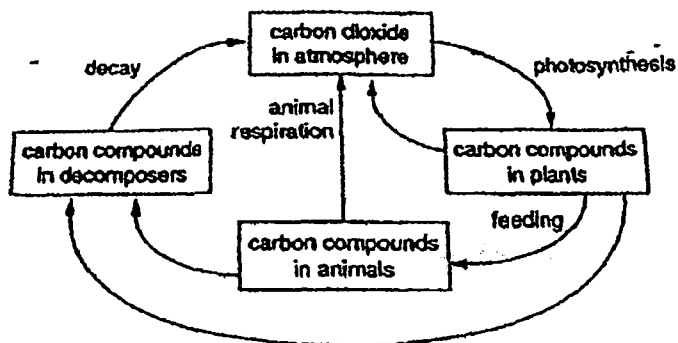 carbon dioxide
in atmosphere
decay
photosynthesis
animal
respiration
carbon compounds
in decomposers
carbon compounds
in plants
feeding
carbon compounds
in animals